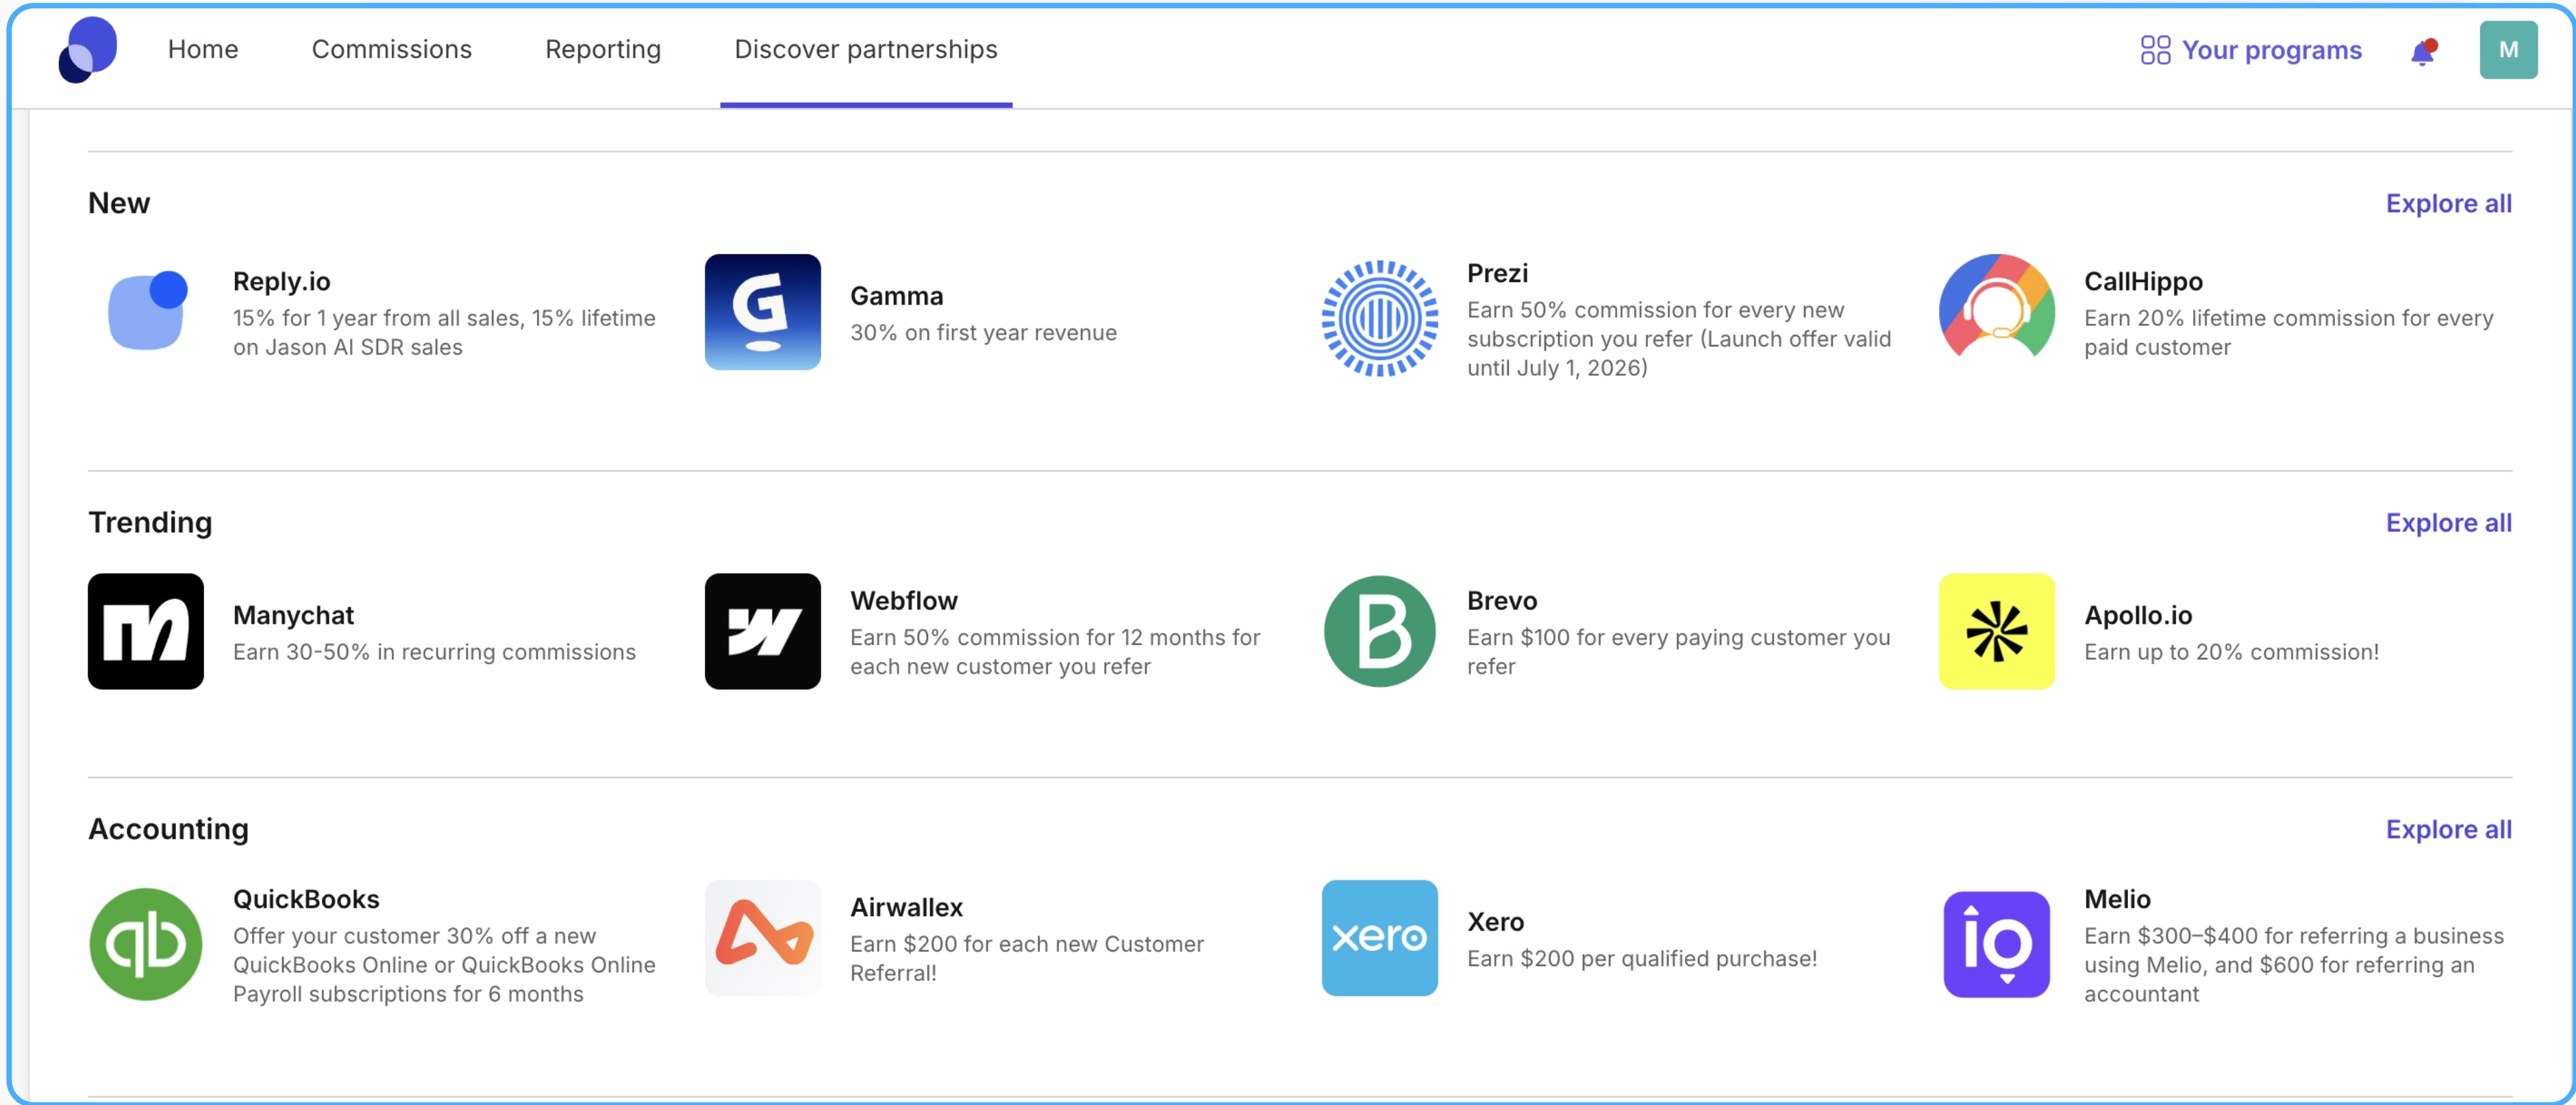 Home Commissions Reporting Discover partnerships Your programs M
New Explore all
Reply.io
15% for 1 year from all sales, 15% lifetime
on Jason AI SDR sales
G
Gamma
30% on first year revenue
Prezi
Earn 50% commission for every new
subscription you refer (Launch offer valid
until July 1, 2026)
CallHippo
Earn 20% lifetime commission for every
paid customer
Trending Explore all
m
Manychat
Earn 30-50% in recurring commissions
W
Webflow
Earn 50% commission for 12 months for
each new customer you refer
B
Brevo
Earn $100 for every paying customer you
refer
Apollo.io
Earn up to 20% commission!
Accounting Explore all
qb
QuickBooks
Offer your customer 30% off a new
QuickBooks Online or QuickBooks Online
Payroll subscriptions for 6 months
Airwallex
Earn $200 for each new Customer
Referral!
xero
Xero
Earn $200 per qualified purchase!
io
Melio
Earn $300–$400 for referring a business
using Melio, and $600 for referring an
accountant